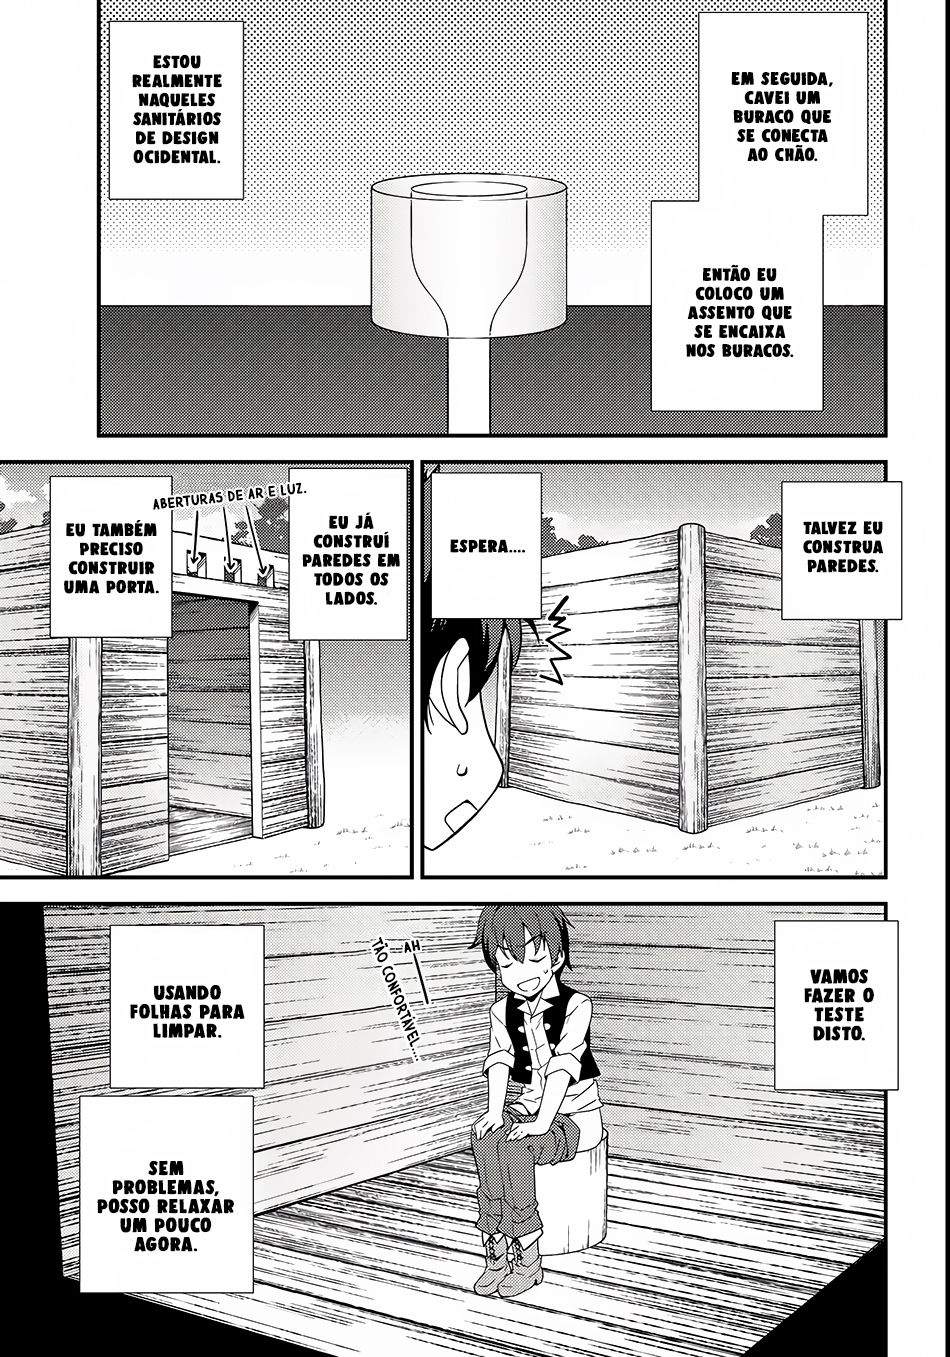 EM SEGUIDA,
CAVEI UM
BURACO QUE
SE CONECTA
AO CHÃO.
ENTÃO EU
COLOCO UM
ASSENTO QUE
SE ENCAIXA
NOS BURACOS.
ESTOU
REALMENTE
NAQUELES
SANITÁRIOS
DE DESIGN
OCIDENTAL.
TALVEZ EU
CONSTRUA
PAREDES.
ESPERA....
EU JÁ
CONSTRUÍ
PAREDES EM
TODOS OS
LADOS.
ABERTURAS DE AR E LUZ.
EU TAMBÉM
PRECISO
CONSTRUIR
UMA PORTA.
VAMOS
FAZER O
TESTE
DISTO.
AH
TÃO CONFORTÁVEL....
USANDO
FOLHAS PARA
LIMPAR.
SEM
PROBLEMAS,
POSSO RELAXAR
UM POUCO
AGORA.